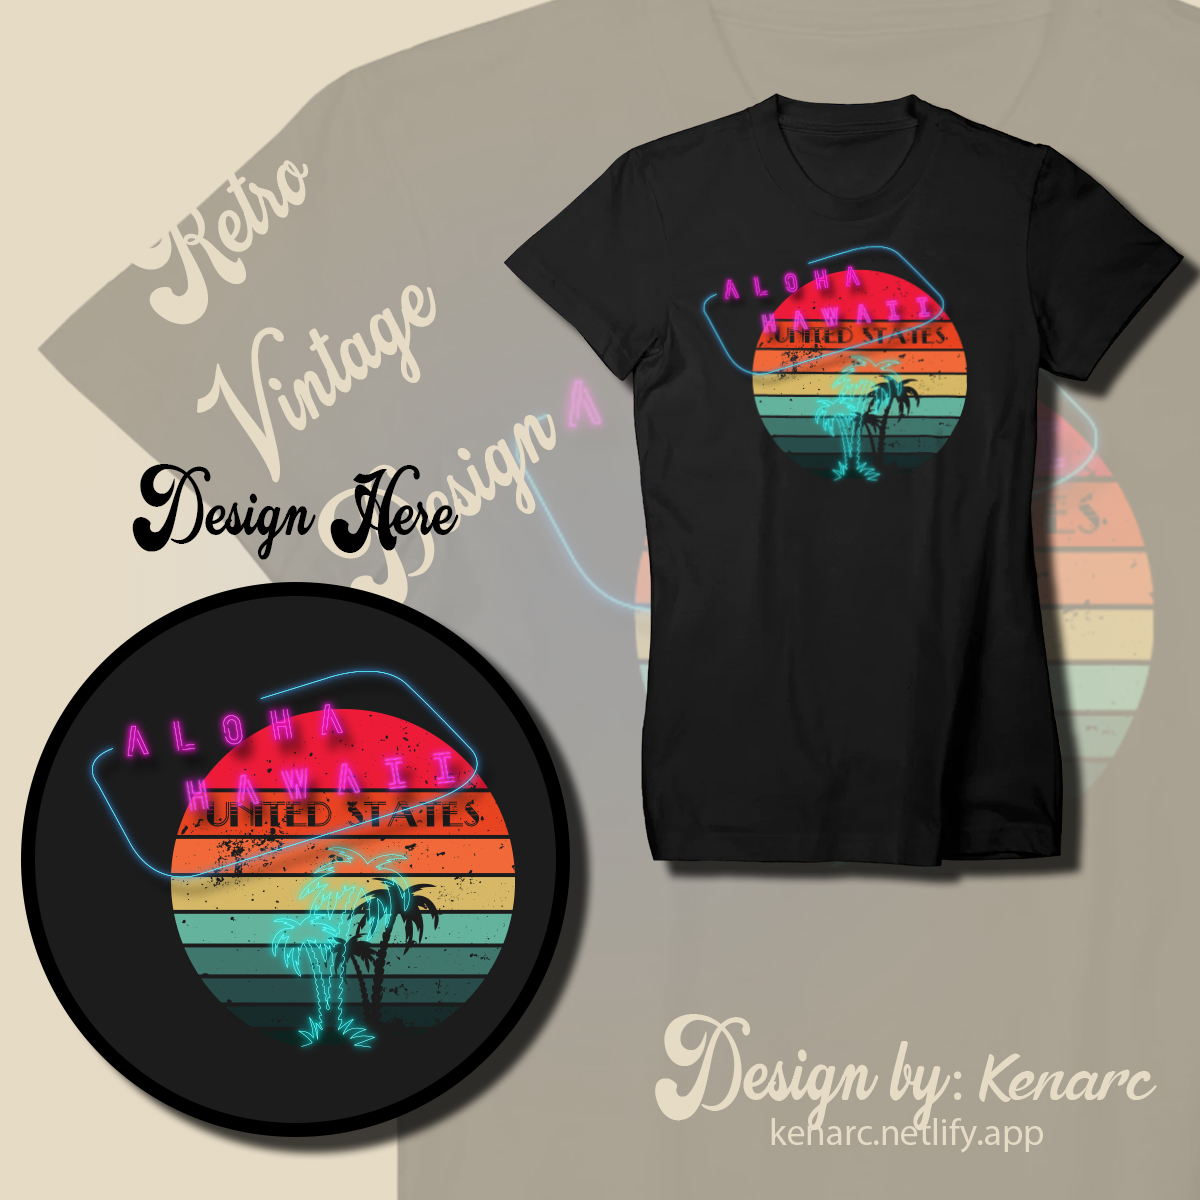 Retro
Vintage
Design
A
Design Here
ALOHA
HAWAII
UNITED STATES
ALOHA
HAWAII
UNITED STATES
ES
Design by: Kenarc
kenarc.netlify.app